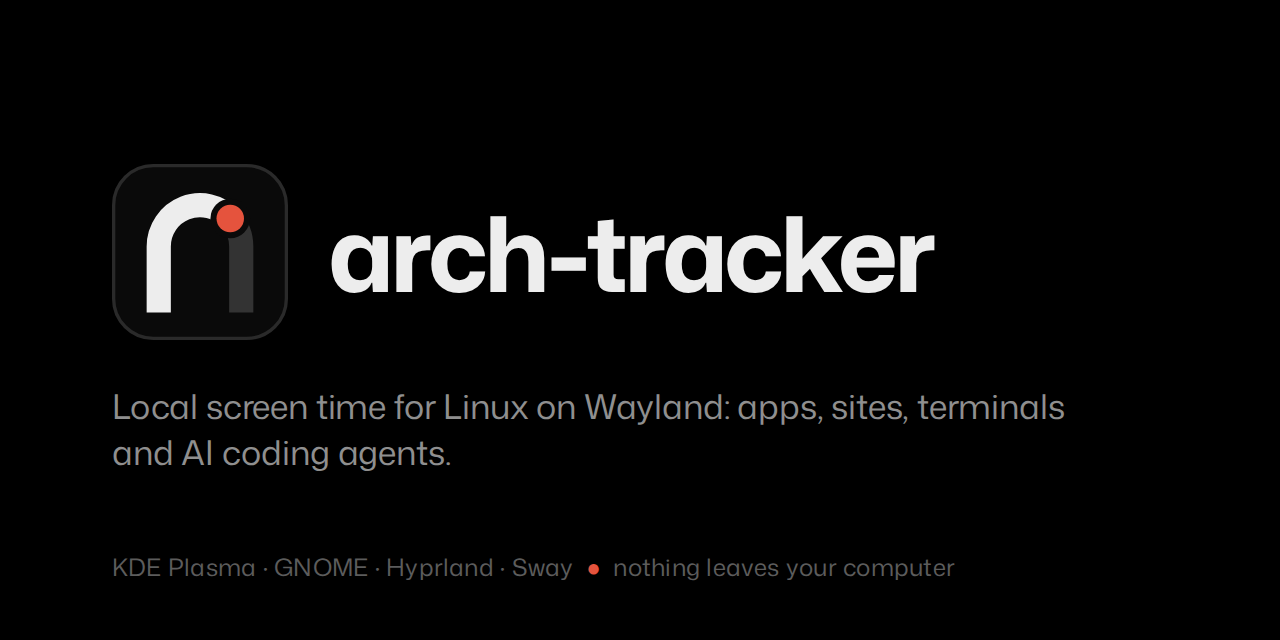 arch-tracker
Local screen time for Linux on Wayland: apps, sites, terminals
and AI coding agents.
KDE Plasma · GNOME · Hyprland · Sway ● nothing leaves your computer